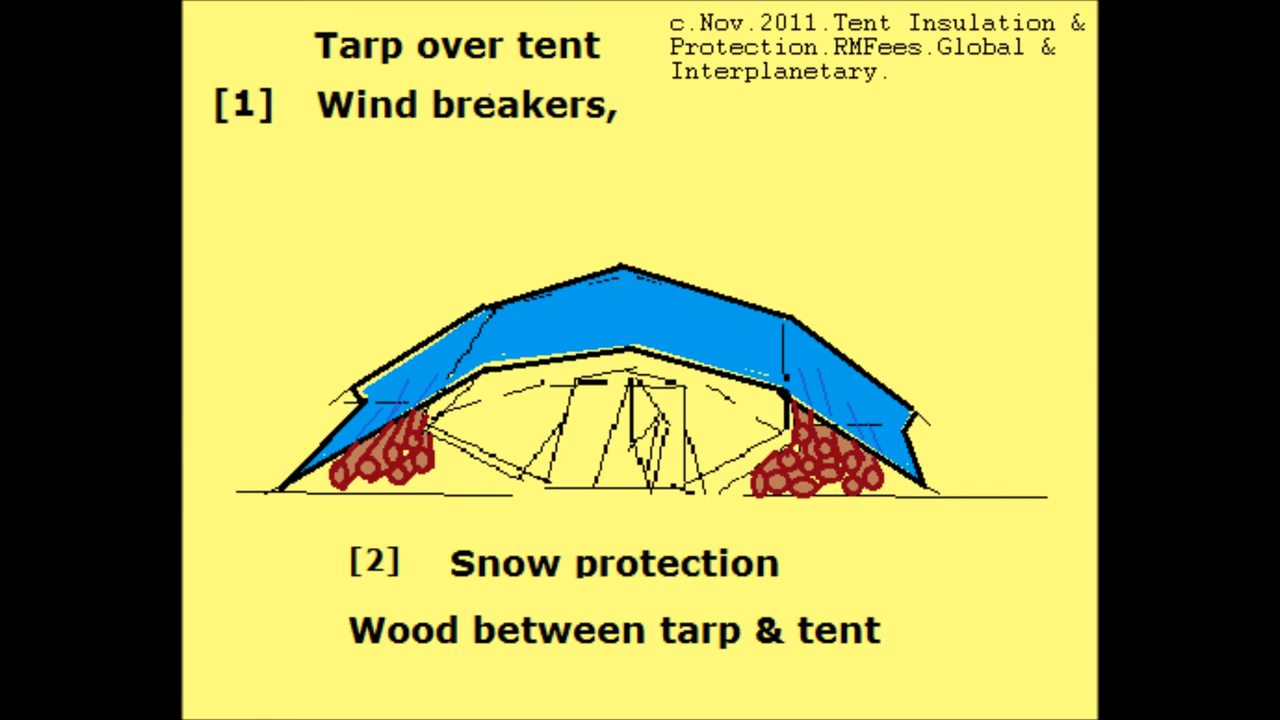 Tarp over tent
[1] Wind breakers,
c.Nov.2011.Tent Insulation &
Protection.RMFees.Global &
Interplanetary.
[2] Snow protection
Wood between tarp & tent